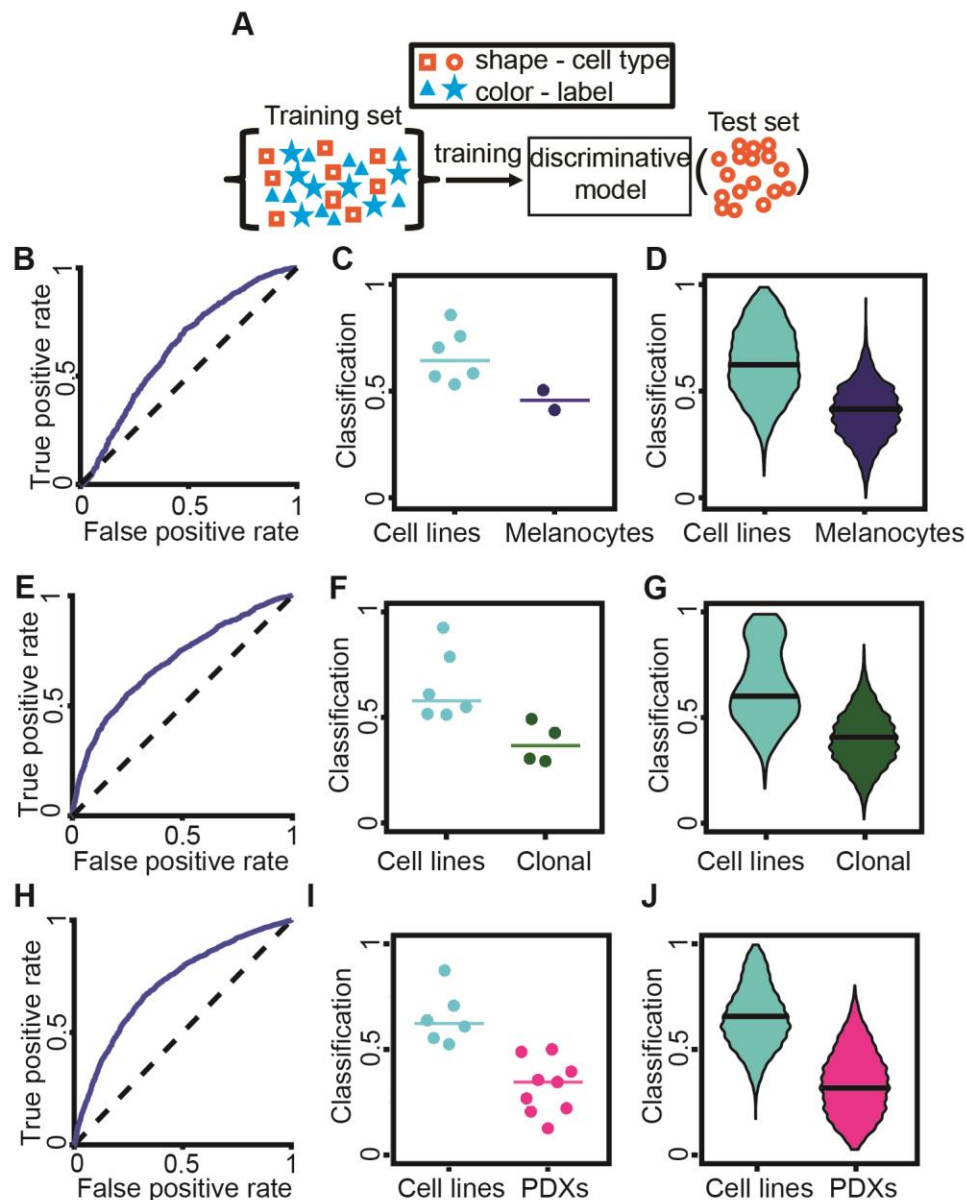 A
shape - cell type
color - label
Training set
training
discriminative
model
Test set
B
True positive rate
0
0.5
1
0
0.5
1
False positive rate
C
Classification
0
0.5
1
Cell lines
Melanocytes
D
Classification
0
0.5
1
Cell lines
Melanocytes
E
True positive rate
0
0.5
1
0
0.5
1
False positive rate
F
Classification
0
0.5
1
Cell lines
Clonal
G
Classification
0
0.5
1
Cell lines
Clonal
H
True positive rate
0
0.5
1
0
0.5
1
False positive rate
I
Classification
0
0.5
1
Cell lines
PDXs
J
Classification
0
0.5
1
Cell lines
PDXs